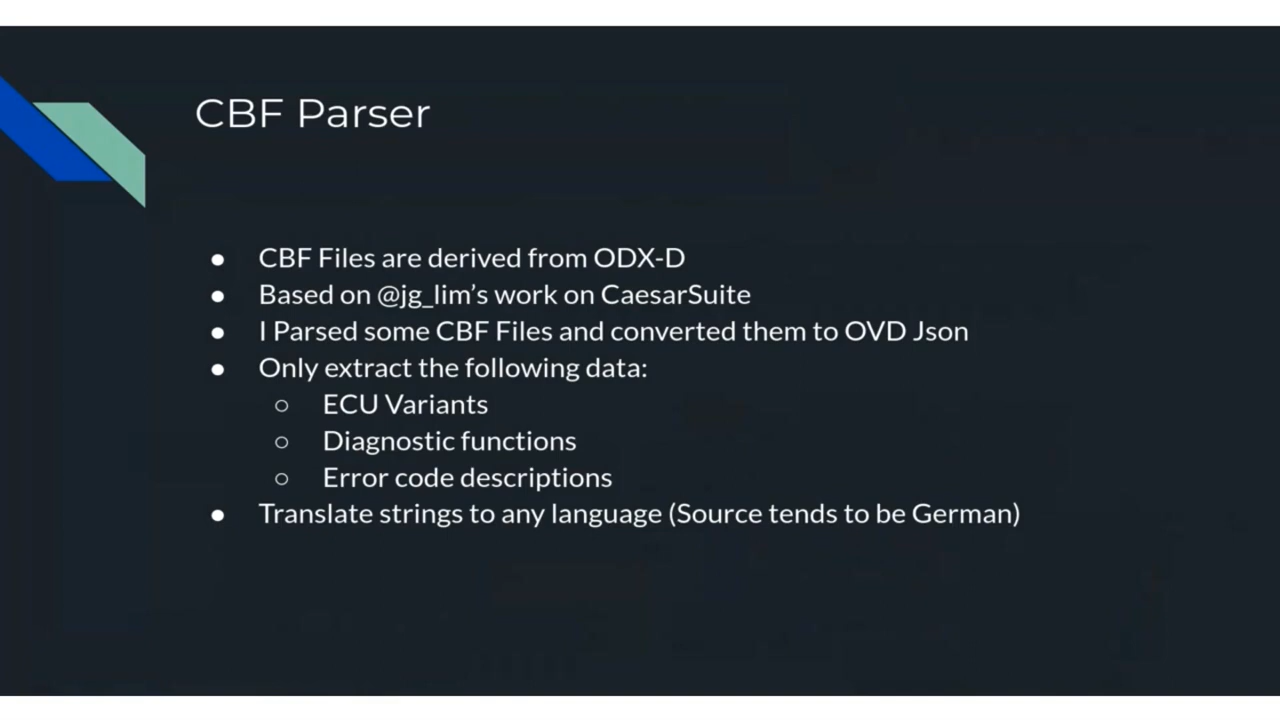 CBF Parser
● CBF Files are derived from ODX-D
● Based on @jg_lim's work on CaesarSuite
● I Parsed some CBF Files and converted them to OVD Json
● Only extract the following data:
○ ECU Variants
○ Diagnostic functions
○ Error code descriptions
● Translate strings to any language (Source tends to be German)